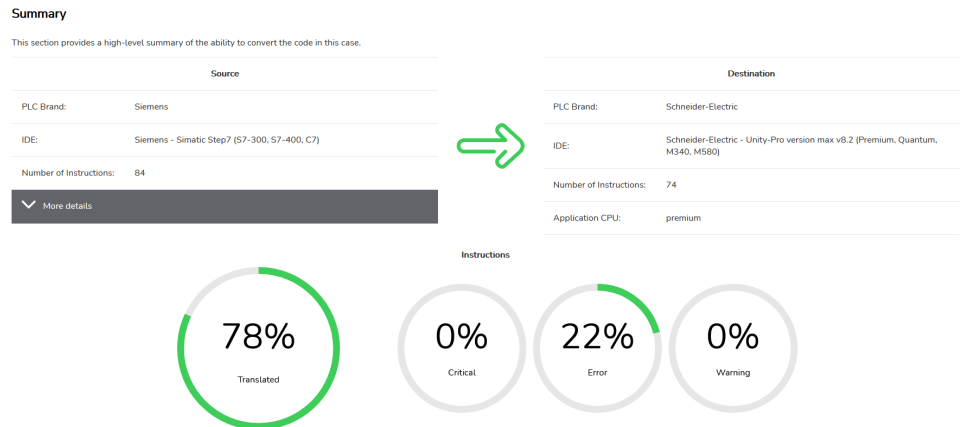 Summary
This section provides a high-level summary of the ability to convert the code in this case.
Source
PLC Brand: Siemens
IDE: Siemens - Simatic Step7 (S7-300, S7-400, C7)
Number of Instructions: 84
More details
Destination
PLC Brand: Schneider-Electric
IDE: Schneider-Electric - Unity-Pro version max v8.2 (Premium, Quantum,
M340, M580)
Number of Instructions: 74
Application CPU: premium
Instructions
78%
Translated
0%
Critical
22%
Error
0%
Warning